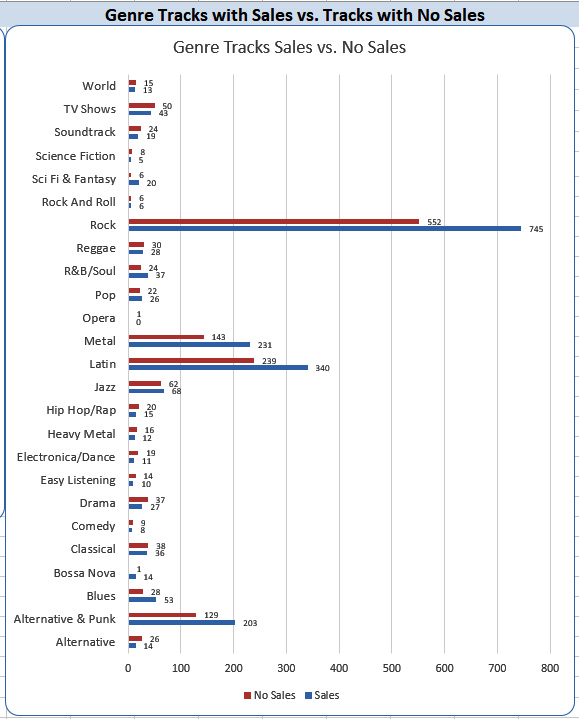 Genre Tracks with Sales vs. Tracks with No Sales
Genre Tracks Sales vs. No Sales
World 15
13
TV Shows 50
43
Soundtrack 24
19
Science Fiction 8
5
Sci Fi & Fantasy 6
20
Rock And Roll 6
6
Rock 552
745
Reggae 30
28
R&B/Soul 24
37
Pop 22
26
Opera 1
0
Metal 143
231
Latin 239
340
Jazz 62
68
Hip Hop/Rap 20
15
Heavy Metal 16
12
Electronica/Dance 19
11
Easy Listening 14
10
Drama 37
27
Comedy 9
8
Classical 38
36
Bossa Nova 1
14
Blues 28
53
Alternative & Punk 129
203
Alternative 26
14
0 100 200 300 400 500 600 700 800
No Sales Sales